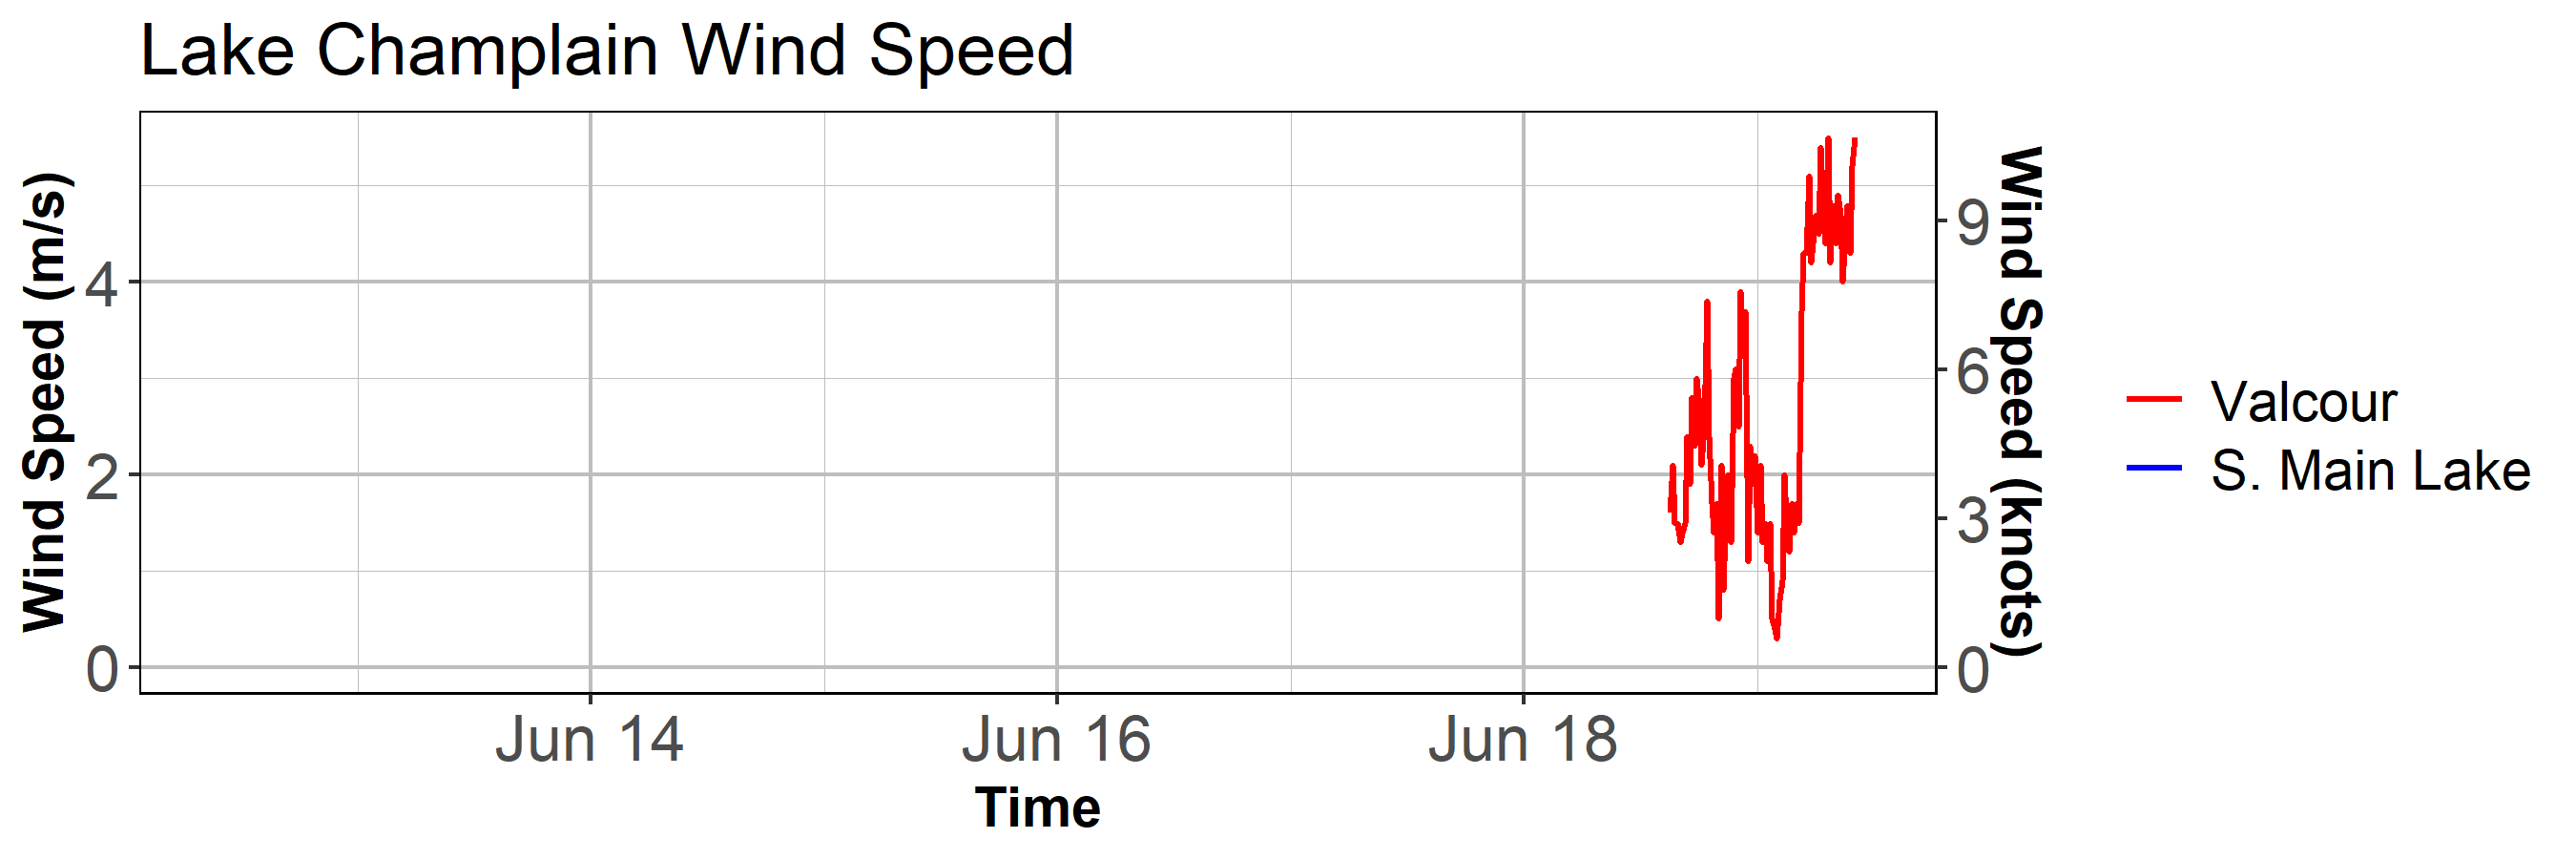 Lake Champlain Wind Speed
Wind Speed (m/s)
4
2
0
9
6
3
0
Wind Speed (knots)
Jun 14
Jun 16
Jun 18
Time
Valcour
S. Main Lake